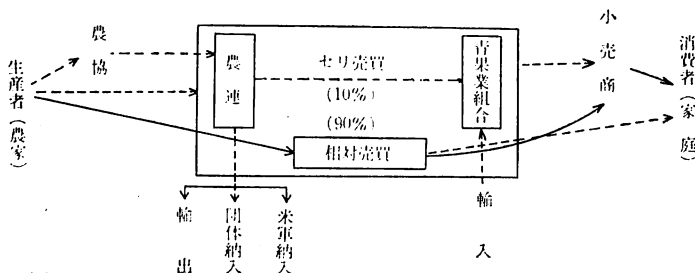 生産者(農家)
農協
農連
セリ売買
(10%)
(90%)
相対売買
青果業組合
小売商
消費者(家庭)
輸出
団体納入
米軍納入
輸入